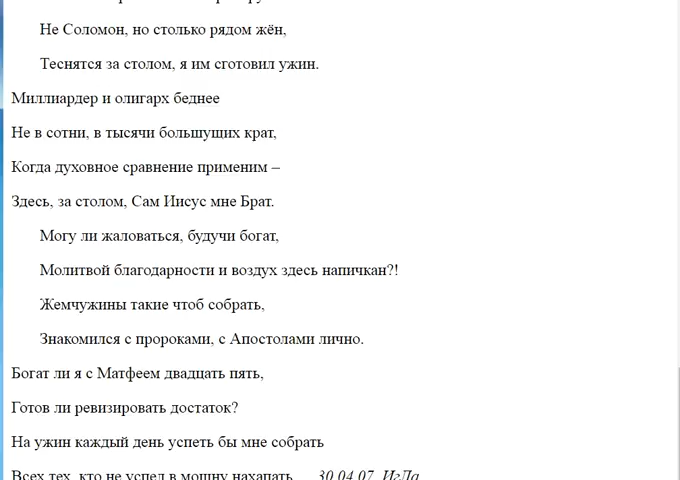 Не Соломон, но столько рядом жён,
Теснятся за столом, я им сготовил ужин.
Миллиардер и олигарх беднее
Не в сотни, в тысячи большущих крат,
Когда духовное сравнение применим –
Здесь, за столом, Сам Иисус мне Брат.
Могу ли жаловаться, будучи богат,
Молитвой благодарности и воздух здесь напичкан?!
Жемчужины такие чтоб собрать,
Знакомился с пророками, с Апостолами лично.
Богат ли я с Матфеем двадцать пять,
Готов ли ревизировать достаток?
На ужин каждый день успеть бы мне собрать
Всех тех, кто не успел в мошну нахапать 30.04.07 ИгЛа